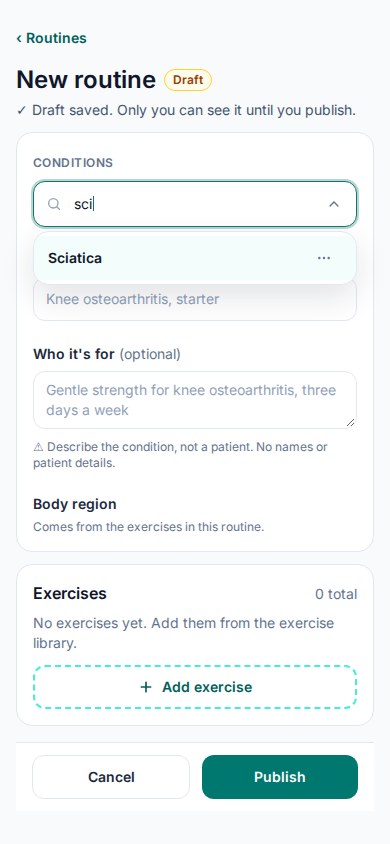 ‹ Routines
New routine Draft
✓ Draft saved. Only you can see it until you publish.
CONDITIONS
sci
Sciatica
Knee osteoarthritis, starter
Who it's for (optional)
Gentle strength for knee osteoarthritis, three
days a week
⚠ Describe the condition, not a patient. No names or
patient details.
Body region
Comes from the exercises in this routine.
Exercises 0 total
No exercises yet. Add them from the exercise
library.
+ Add exercise
Cancel Publish